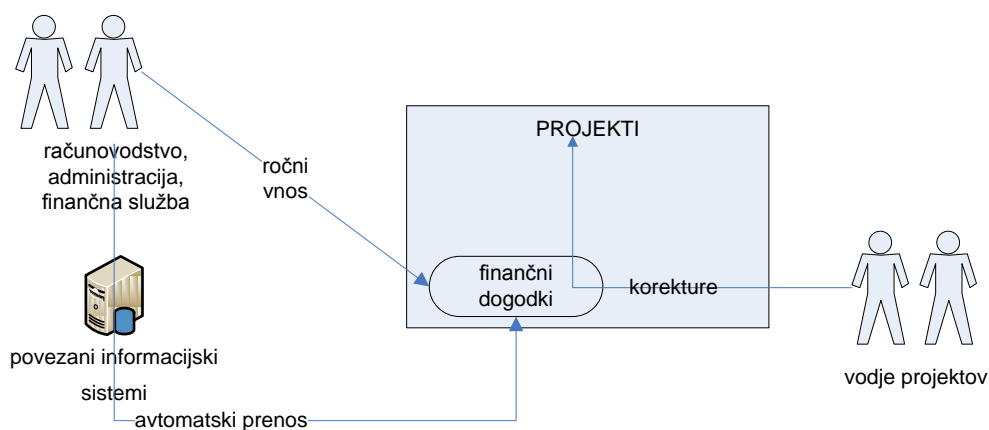 računovodstvo,
administracija,
finančna služba
ročni
vnos
PROJEKTI
finančni
dogodki
korekture
povezani informacijski
sistemi
avtomatski prenos
vodje projektov